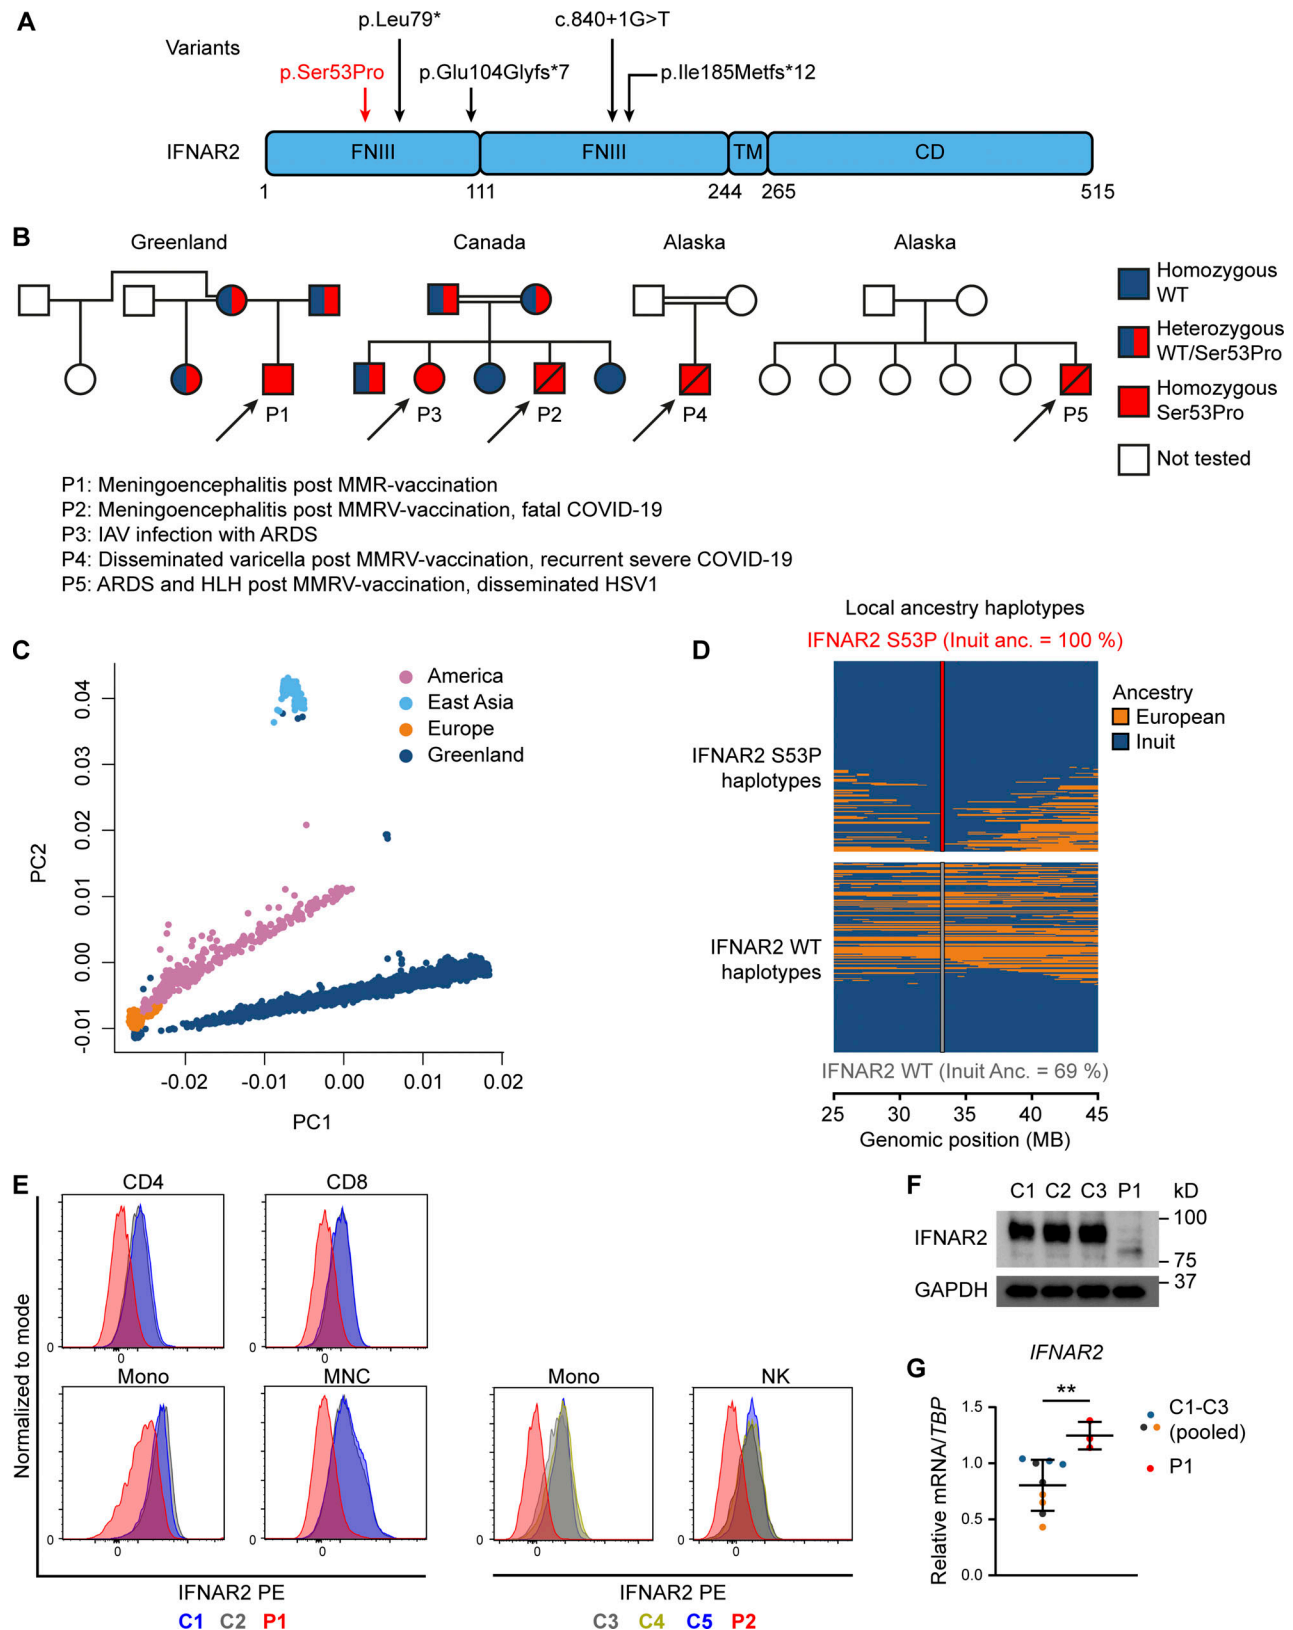 A
Variants
p.Leu79*
c.840+1G>T
p.Ser53Pro
p.Glu104Glyfs*7
p.Ile185Metfs*12
IFNAR2
FNIII
FNIII
TM
CD
1
111
244
265
515
B
Greenland
Canada
Alaska
Alaska
P1
P3
P2
P4
P5
Homozygous
WT
Heterozygous
WT/Ser53Pro
Homozygous
Ser53Pro
Not tested
P1: Meningoencephalitis post MMR-vaccination
P2: Meningoencephalitis post MMRV-vaccination, fatal COVID-19
P3: IAV infection with ARDS
P4: Disseminated varicella post MMRV-vaccination, recurrent severe COVID-19
P5: ARDS and HLH post MMRV-vaccination, disseminated HSV1
C
PC2
0.04
0.03
0.02
0.01
0.00
-0.01
-0.02
-0.01
0.00
0.01
0.02
PC1
America
East Asia
Europe
Greenland
D
Local ancestry haplotypes
IFNAR2 S53P (Inuit anc. = 100 %)
IFNAR2 S53P
haplotypes
IFNAR2 WT
haplotypes
Ancestry
European
Inuit
IFNAR2 WT (Inuit Anc. = 69 %)
25
30
35
40
45
Genomic position (MB)
E
Normalized to mode
CD4
0
0
CD8
0
0
Mono
0
0
MNC
0
0
IFNAR2 PE
C1 C2 P1
Mono
0
0
NK
0
0
IFNAR2 PE
C3 C4 C5 P2
F
C1 C2 C3 P1 kD
IFNAR2
100
75
GAPDH
37
G
IFNAR2
Relative mRNA/TBP
1.5
1.0
0.5
0.0
**
C1-C3
(pooled)
P1